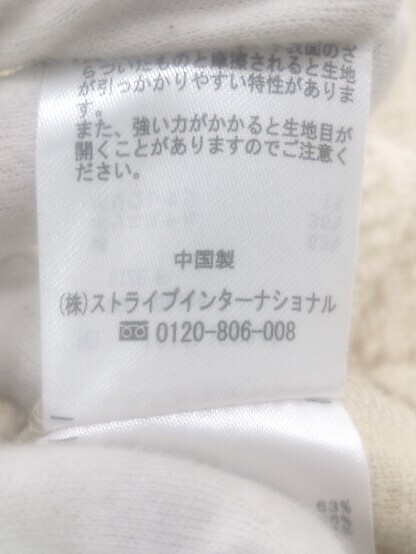 らついたものと摩擦されると生地
が引っかかりやすい特性がありま
す。
また、強い力がかかると生地目が
開くことがありますのでご注意く
ださい。
中国製
(株)ストライプインターナショナル
0120-806-008
63%